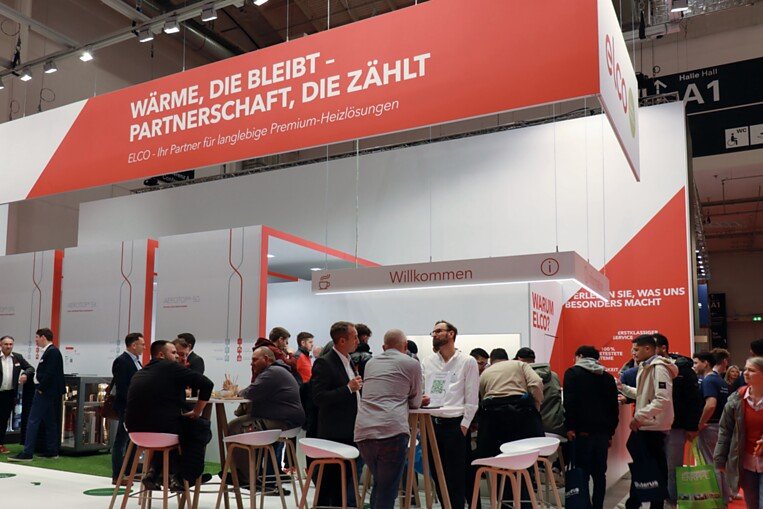 WÄRME, DIE BLEIBT –
PARTNERSCHAFT, DIE ZÄHLT
ELCO - Ihr Partner für langlebige Premium-Heizlösungen
elco
Halle Hall
A1
WC
Willkommen
WARUM
ELCO?
ERLEBEN SIE, WAS UNS
BESONDERS MACHT